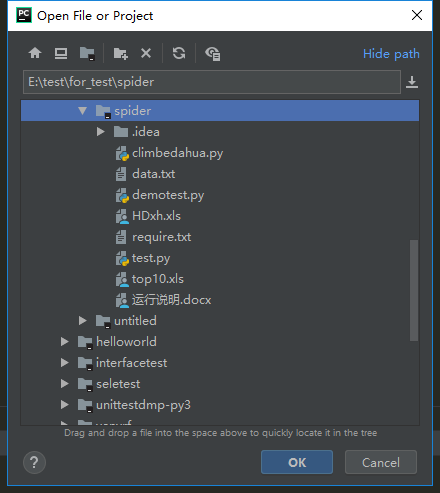 PC Open File or Project
Hide path
E:\test\for_test\spider
spider
.idea
climbedahua.py
data.txt
demotest.py
HDxh.xls
require.txt
test.py
top10.xls
运行说明.docx
untitled
helloworld
interfacetest
seletest
unittestdmp-py3
Drag and drop a file into the space above to quickly locate it in the tree
?
OK
Cancel